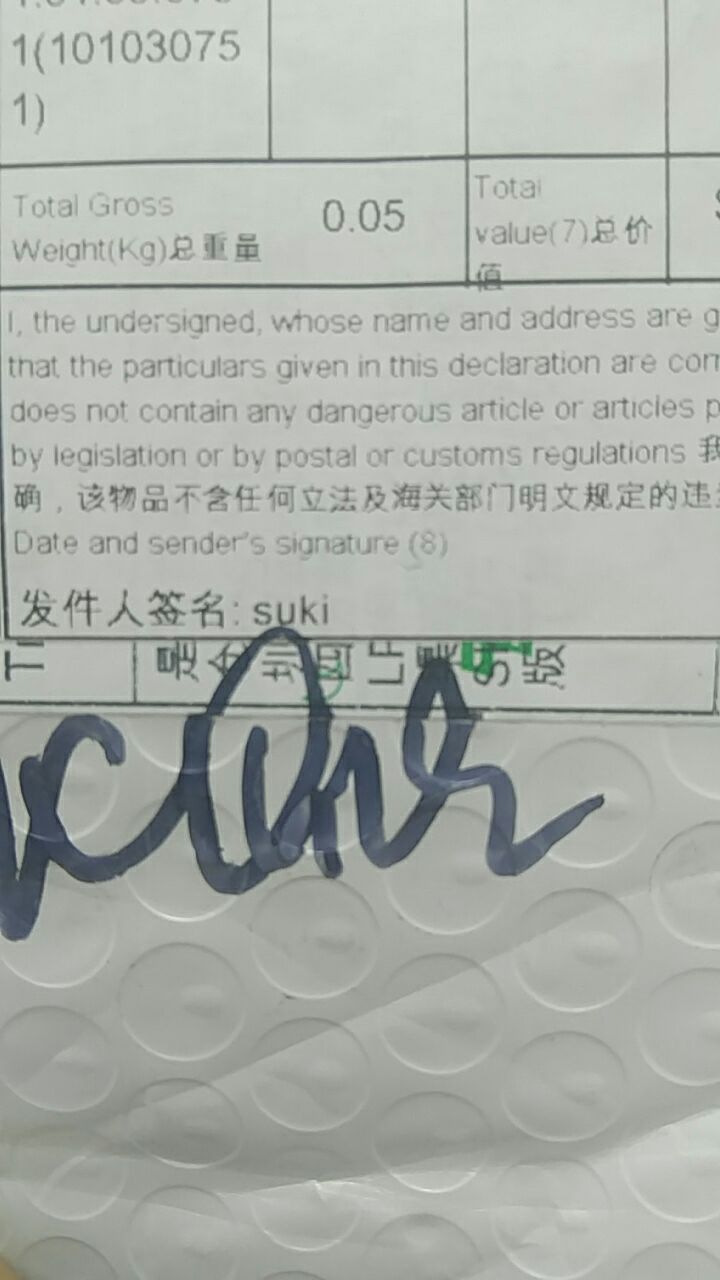 1(10103075
1)
Total Gross
Weight(Kg)总重量
0.05
Total
value(7)总价
值
I, the undersigned, whose name and address are g
that the particulars given in this declaration are corr
does not contain any dangerous article or articles p
by legislation or by postal or customs regulations 我
确，该物品不含任何立法及海关部门明文规定的违
Date and sender's signature (8)
发件人签名: suki